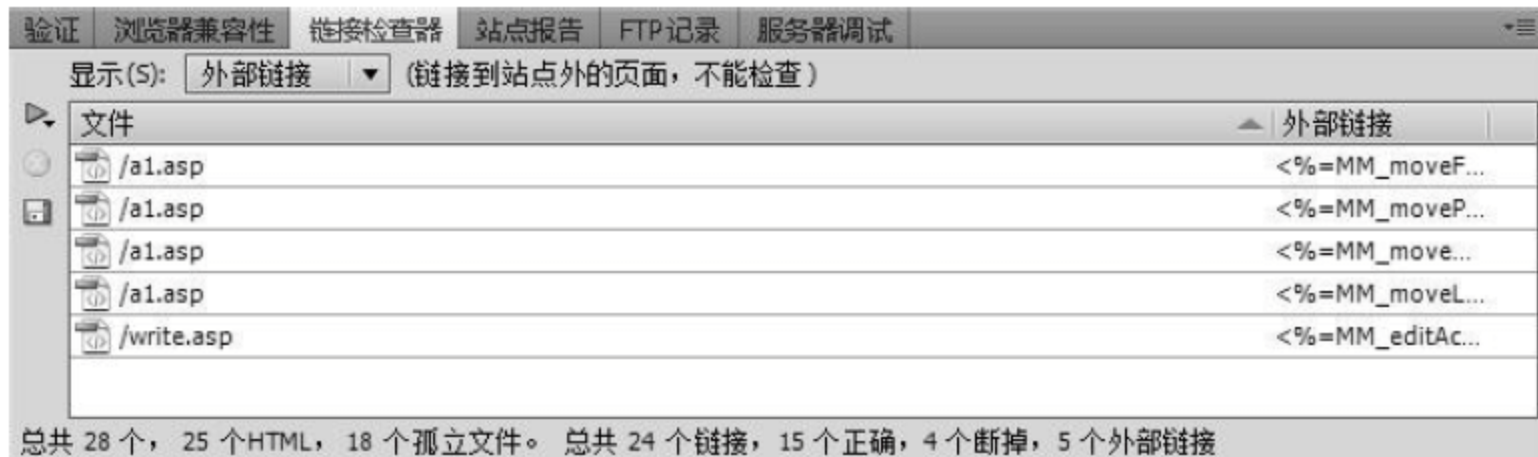 验证 浏览器兼容性 链接检查器 站点报告 FTP记录 服务器调试
显示(S): 外部链接 (链接到站点外的页面，不能检查)
文件 外部链接
/a1.asp <%=MM_moveF...
/a1.asp <%=MM_moveP...
/a1.asp <%=MM_move...
/a1.asp <%=MM_moveL...
/write.asp <%=MM_editAc...
总共 28 个， 25 个HTML， 18 个孤立文件。 总共 24 个链接，15 个正确，4 个断掉，5 个外部链接